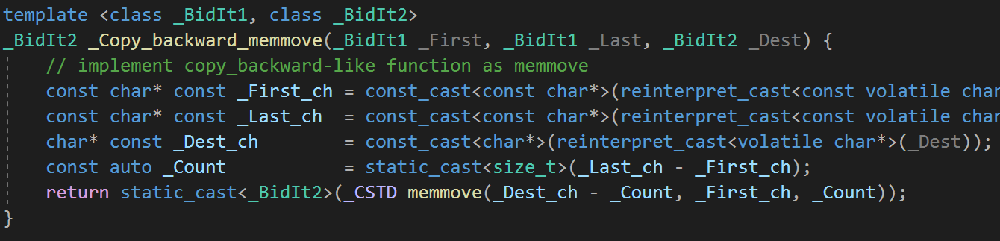 template <class _BidIt1, class _BidIt2>
_BidIt2 _Copy_backward_memmove(_BidIt1 _First, _BidIt1 _Last, _BidIt2 _Dest) {
    // implement copy_backward-like function as memmove
    const char* const _First_ch = const_cast<const char*>(reinterpret_cast<const volatile char
    const char* const _Last_ch  = const_cast<const char*>(reinterpret_cast<const volatile char
    char* const _Dest_ch        = const_cast<char*>(reinterpret_cast<volatile char*>(_Dest));
    const auto _Count           = static_cast<size_t>(_Last_ch - _First_ch);
    return static_cast<_BidIt2>(_CSTD memmove(_Dest_ch - _Count, _First_ch, _Count));
}